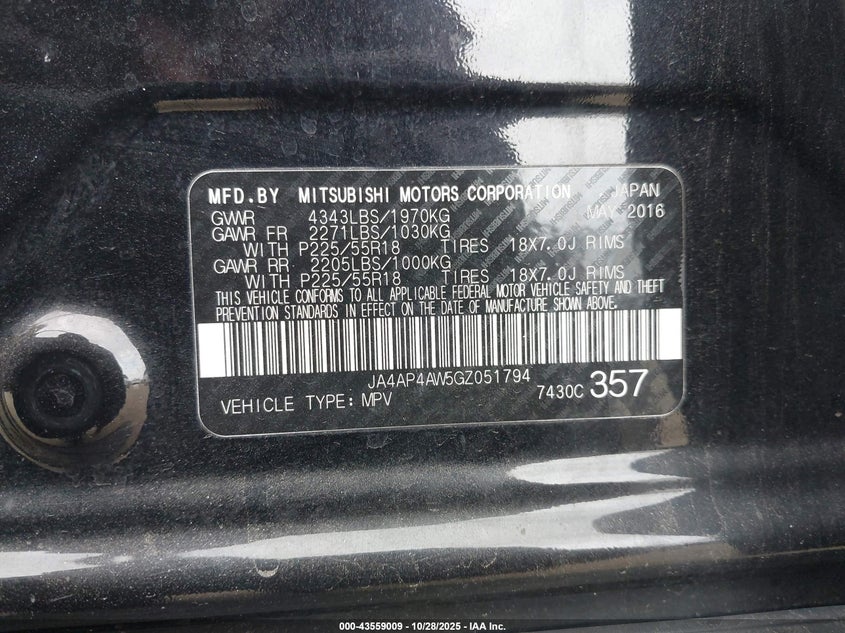 MFD.BY MITSUBISHI MOTORS CORPORATION JAPAN
GVWR 4343LBS/1970KG MAY 2016
GAWR FR 2271LBS/1030KG
WITH P225/55R18 TIRES 18X7.0J RIMS
GAWR RR 2205LBS/1000KG
WITH P225/55R18 TIRES 18X7.0J RIMS
THIS VEHICLE CONFORMS TO ALL APPLICABLE FEDERAL MOTOR VEHICLE SAFETY AND THEFT
PREVENTION STANDARDS IN EFFECT ON THE DATE OF MANUFACTURE SHOWN ABOVE.
JA4AP4AW5GZ051794
VEHICLE TYPE: MPV 7430C 357
000-43559009 - 10/28/2025 - IAA Inc.